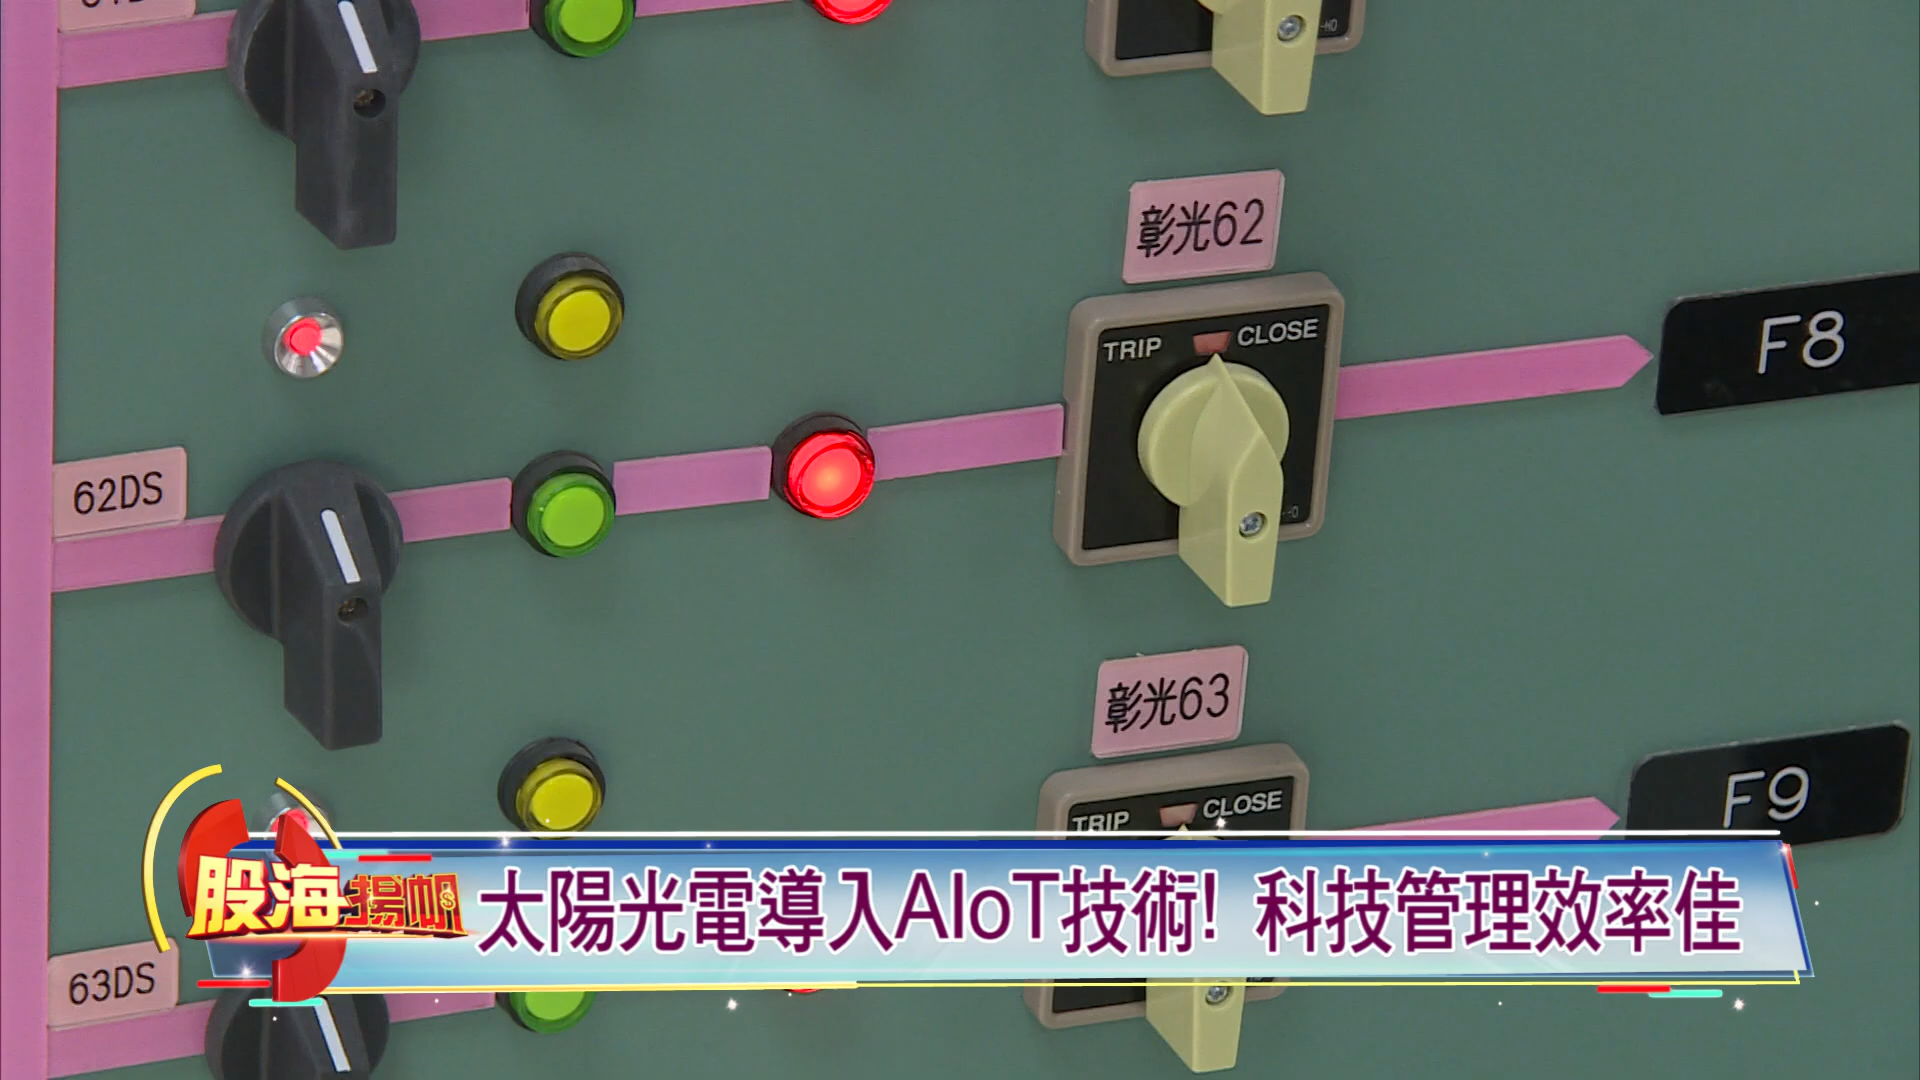 彰光62
TRIP CLOSE
F8
62DS
彰光63
TRIP CLOSE
F9
股海揚帆
太陽光電導入AIoT技術! 科技管理效率佳
63DS